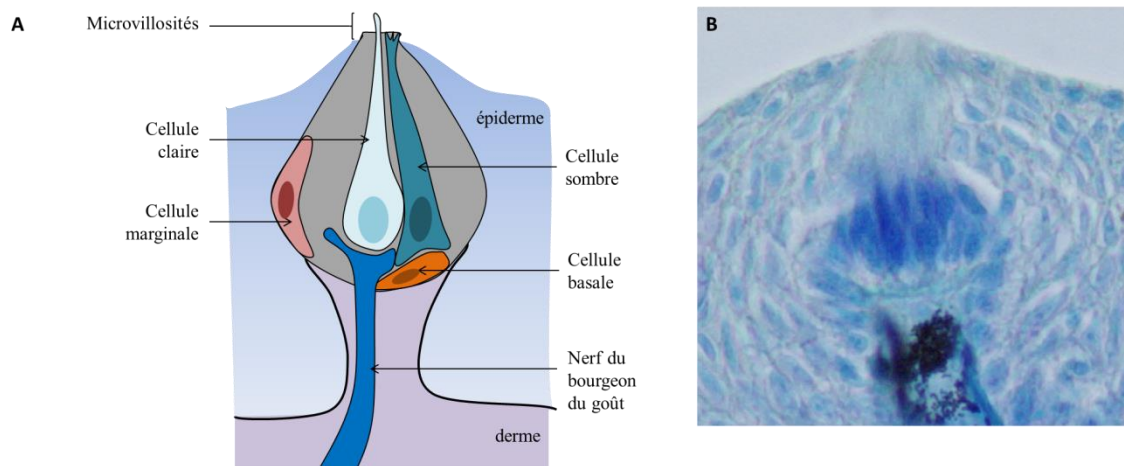 A
Microvillosités
Cellule
claire
Cellule
marginale
épiderme
Cellule
sombre
Cellule
basale
Nerf du
bourgeon
du goût
derme
B